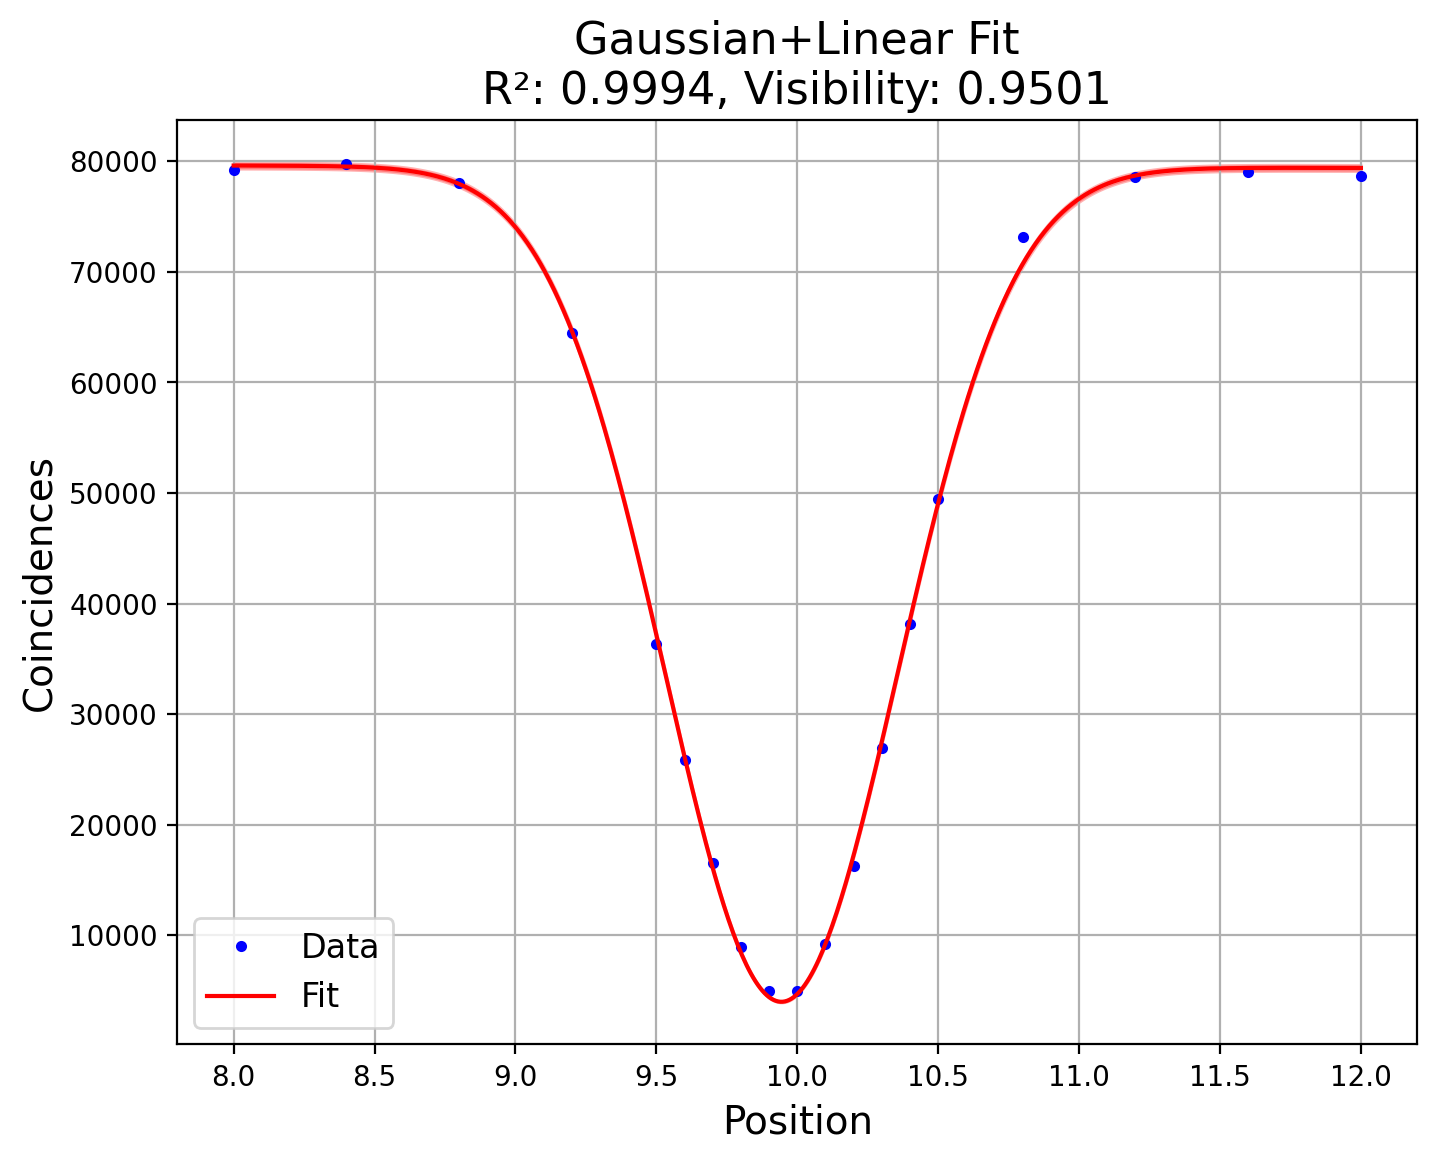 Gaussian+Linear Fit
R²: 0.9994, Visibility: 0.9501
80000
70000
60000
50000
40000
30000
20000
10000
Coincidences
Data
Fit
8.0 8.5 9.0 9.5 10.0 10.5 11.0 11.5 12.0
Position